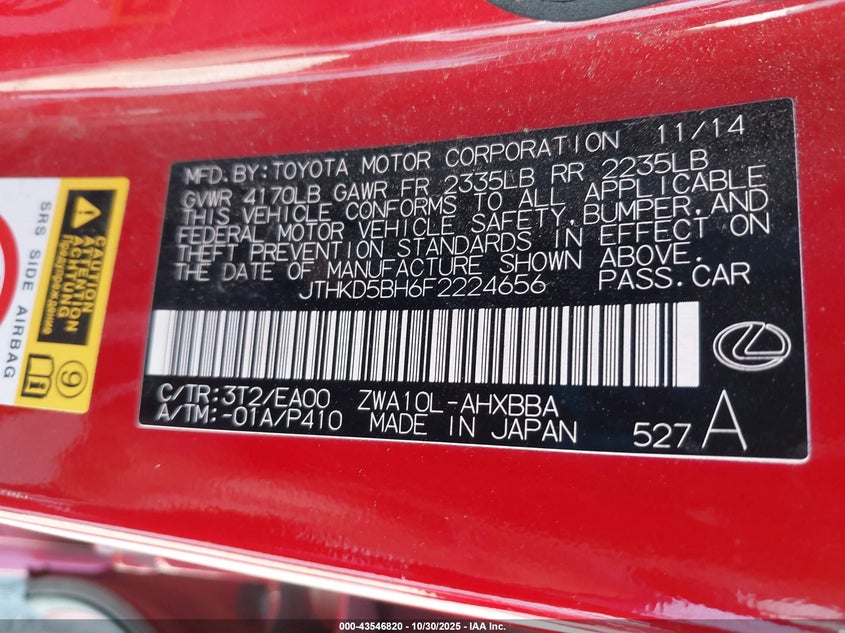 MFD. BY: TOYOTA MOTOR CORPORATION 11/14
GVWR 4170LB GAWR FR 2335LB RR 2235LB
THIS VEHICLE CONFORMS TO ALL APPLICABLE
FEDERAL MOTOR VEHICLE SAFETY, BUMPER, AND
THEFT PREVENTION STANDARDS IN EFFECT ON
THE DATE OF MANUFACTURE SHOWN ABOVE.
JTHKD5BH6F2224656 PASS. CAR
C/TR: 3T2/EA00 ZWA10L-AHXBBA
A/TM: -01A/P410 MADE IN JAPAN 527 A
CAUTION
ATTENTION
ACHTUNG
Предупреждение
SRS SIDE AIRBAG
9
i
000-43546820 - 10/30/2025 - IAA Inc.